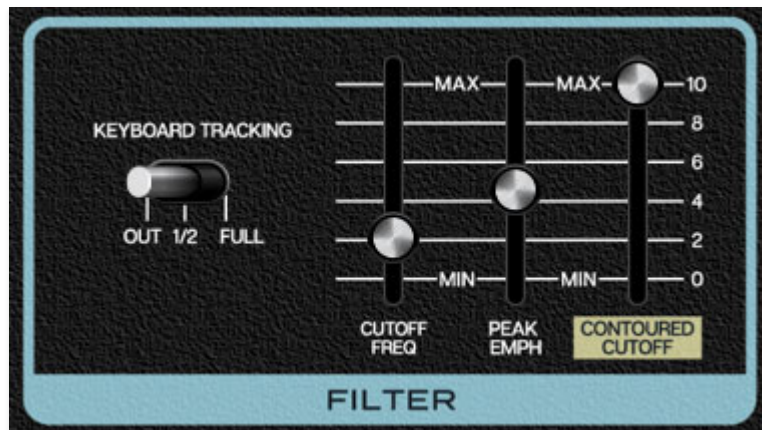 KEYBOARD TRACKING
OUT 1/2 FULL
MAX MAX 10
8
6
4
2
MIN MIN 0
CUTOFF FREQ
PEAK EMPH
CONTOURED CUTOFF
FILTER